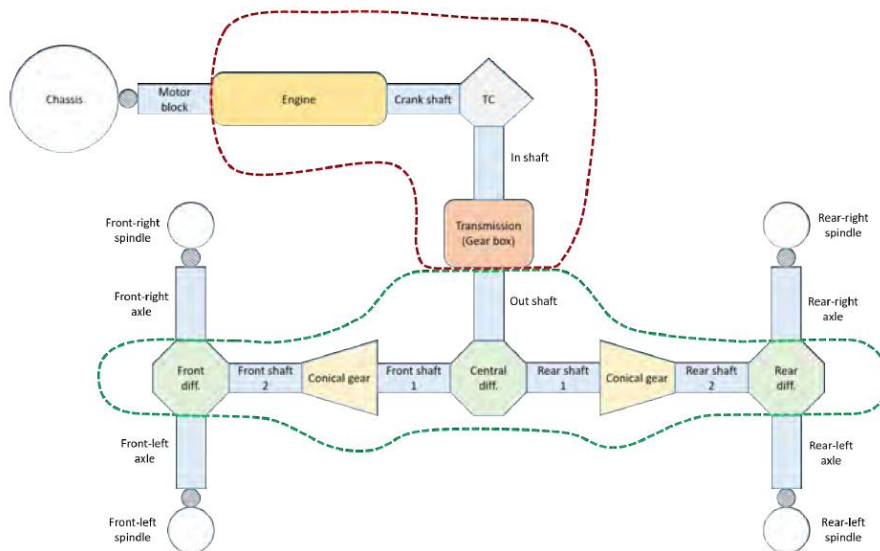 Chassis
Motor
block
Engine
Crank shaft
TC
In shaft
Transmission
(Gear box)
Front-right
spindle
Rear-right
spindle
Front-right
axle
Out shaft
Rear-right
axle
Front
diff.
Front shaft
2
Conical gear
Front shaft
1
Central
diff.
Rear shaft
1
Conical gear
Rear shaft
2
Rear
diff.
Front-left
axle
Rear-left
axle
Front-left
spindle
Rear-left
spindle